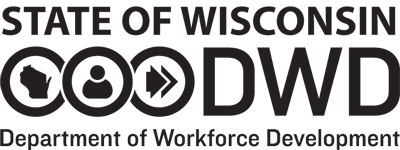 STATE OF WISCONSIN
DWD
Department of Workforce Development